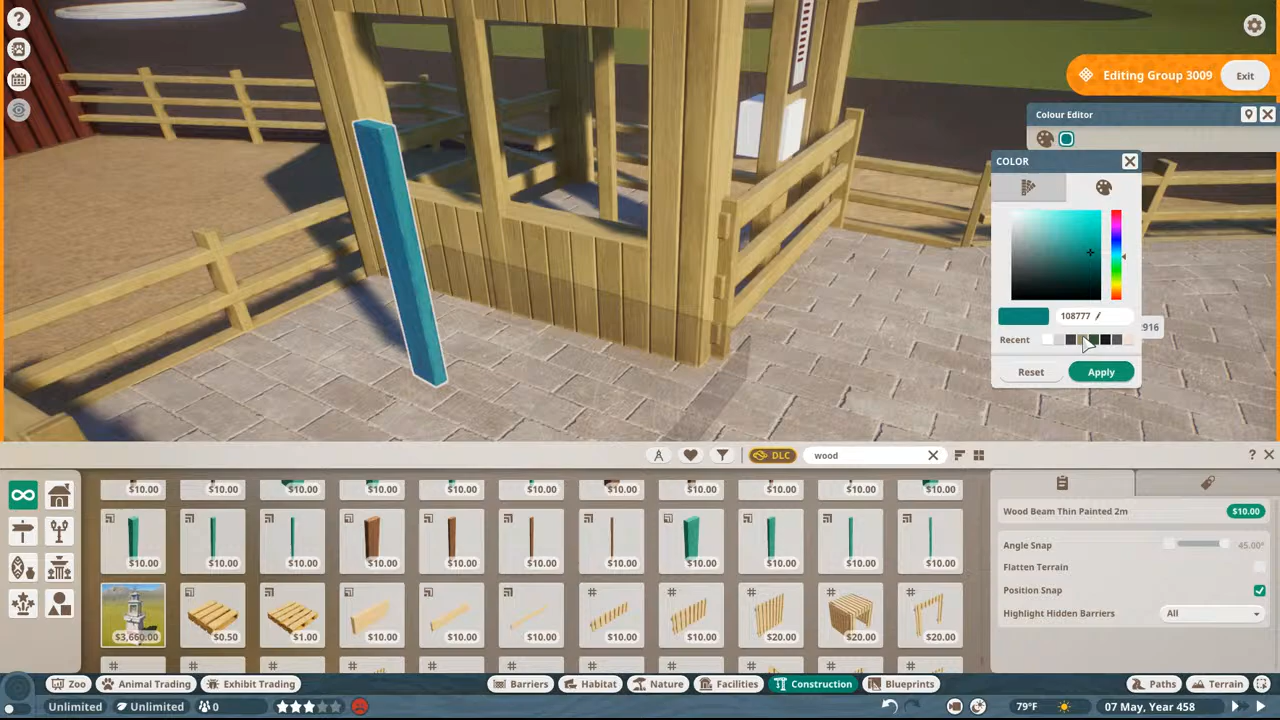 ?
Editing Group 3009
Exit
Colour Editor
COLOR
108777
916
Recent
Reset
Apply
DLC
wood
?
$10.00 $10.00 $10.00 $10.00 $10.00 $10.00 $10.00 $10.00 $10.00 $10.00 $10.00
$10.00 $10.00 $10.00 $10.00 $10.00 $10.00 $10.00 $10.00 $10.00 $10.00 $10.00
$3,660.00 $0.50 $1.00 $10.00 $10.00 $10.00 $10.00 $10.00 $20.00 $20.00 $20.00
Wood Beam Thin Painted 2m
$10.00
Angle Snap
45.00°
Flatten Terrain
Position Snap
Highlight Hidden Barriers
All
Zoo
Animal Trading
Exhibit Trading
Barriers
Habitat
Nature
Facilities
Construction
Blueprints
Paths
Terrain
Unlimited
Unlimited
0
79°F
07 May, Year 458